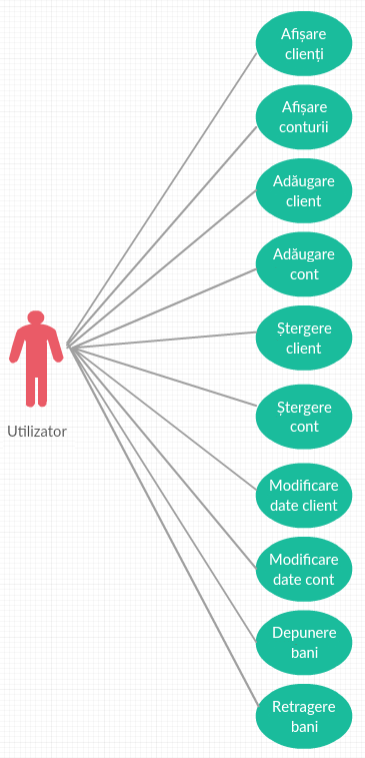 Afișare
clienți
Afișare
conturii
Adăugare
client
Adăugare
cont
Ștergere
client
Ștergere
cont
Utilizator
Modificare
date client
Modificare
date cont
Depunere
bani
Retragere
bani